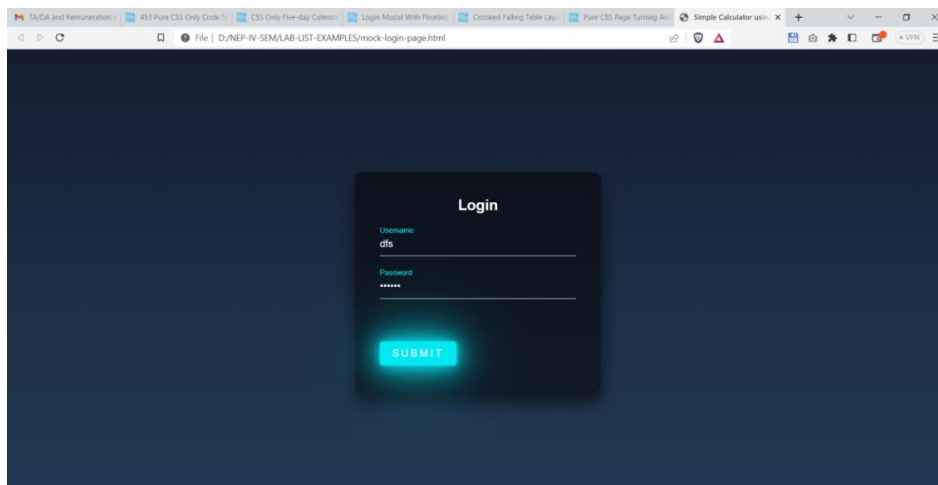 TA/DA and Remuneration
453 Pure CSS Only Code
CSS Only Five-day Calenda
Login Modal With Floating
Crooked Falling Table Layo
Pure CSS Page Turning An
Simple Calculator usin
File | D:/NEP-IV-SEM/LAB-LIST-EXAMPLES/mock-login-page.html
VPN
Login
Username
dfs
Password
••••••
SUBMIT